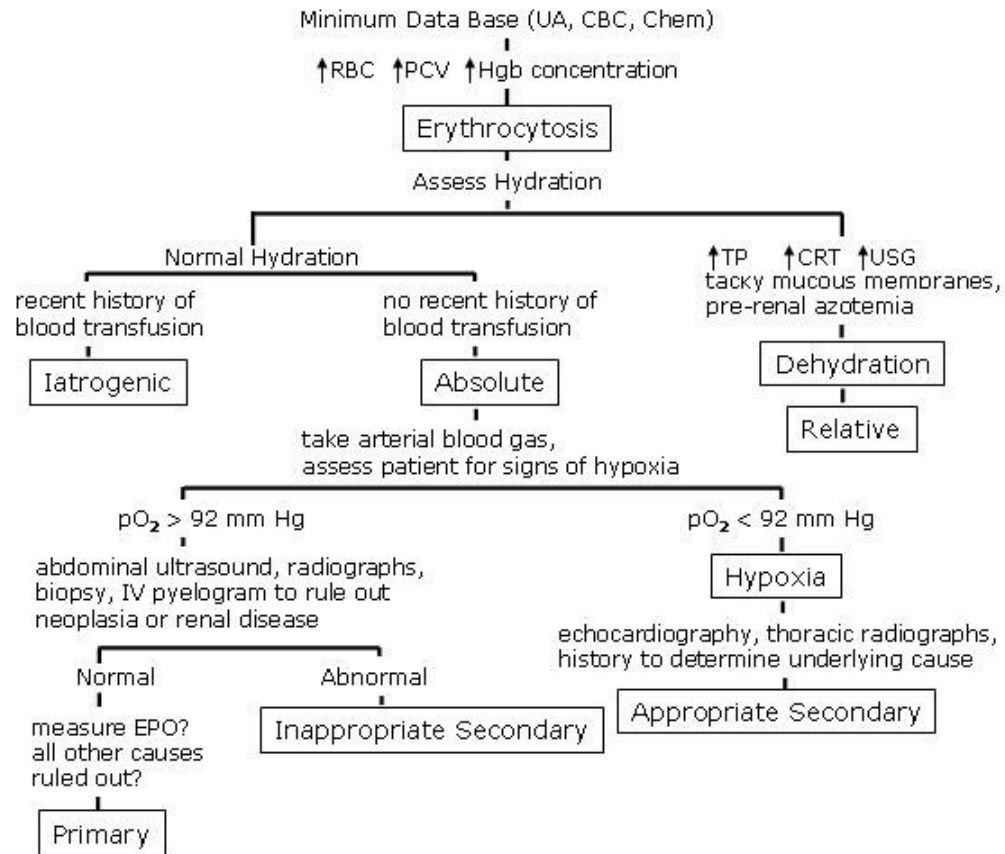 Minimum Data Base (UA, CBC, Chem)
↑RBC ↑PCV ↑Hgb concentration
Erythrocytosis
Assess Hydration
Normal Hydration
recent history of
blood transfusion
Iatrogenic
no recent history of
blood transfusion
Absolute
↑TP ↑CRT ↑USG
tacky mucous membranes,
pre-renal azotemia
Dehydration
Relative
take arterial blood gas,
assess patient for signs of hypoxia
pO₂ > 92 mm Hg
abdominal ultrasound, radiographs,
biopsy, IV pyelogram to rule out
neoplasia or renal disease
Normal
measure EPO?
all other causes
ruled out?
Primary
Abnormal
Inappropriate Secondary
pO₂ < 92 mm Hg
Hypoxia
echocardiography, thoracic radiographs,
history to determine underlying cause
Appropriate Secondary